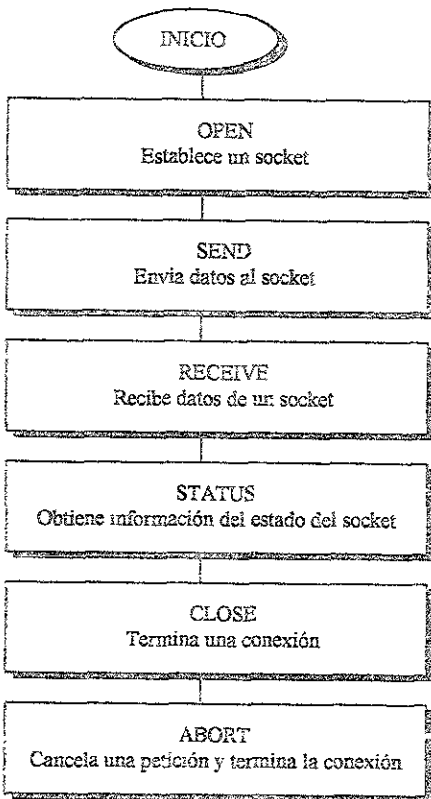 INICIO
OPEN
Establece un socket
SEND
Envia datos al socket
RECEIVE
Recibe datos de un socket
STATUS
Obtiene información del estado del socket
CLOSE
Termina una conexión
ABORT
Cancela una petición y termina la conexión